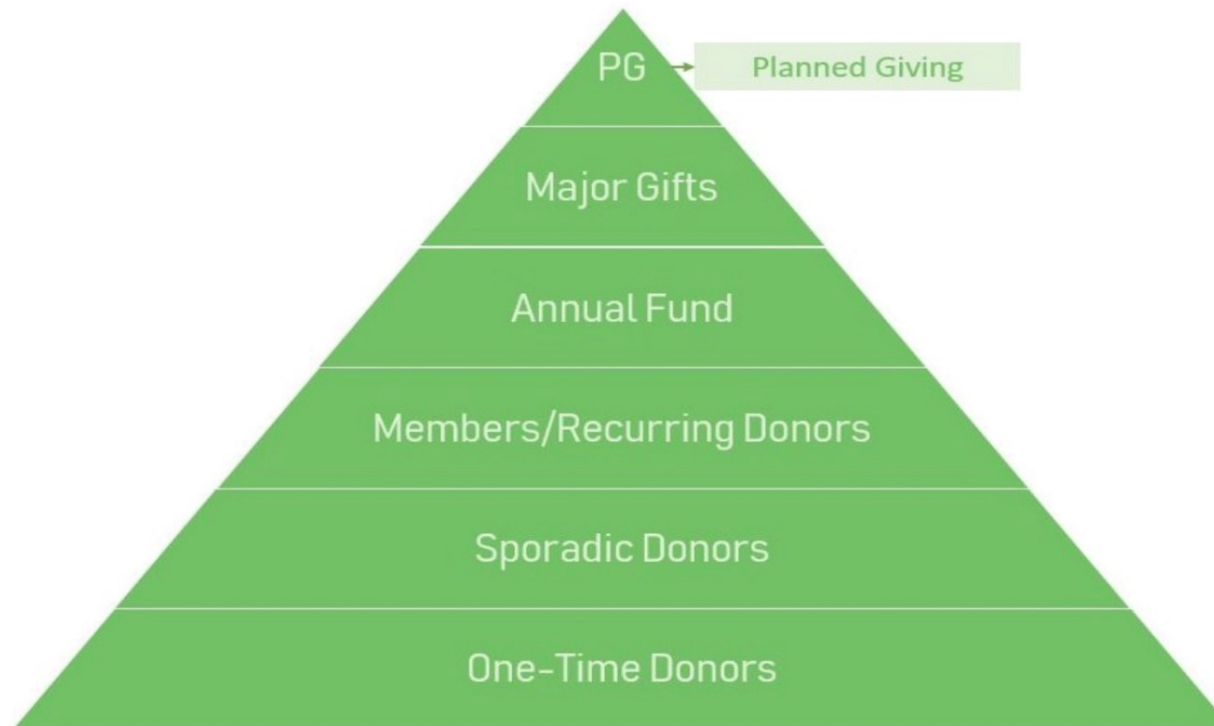 PG
Planned Giving
Major Gifts
Annual Fund
Members/Recurring Donors
Sporadic Donors
One-Time Donors